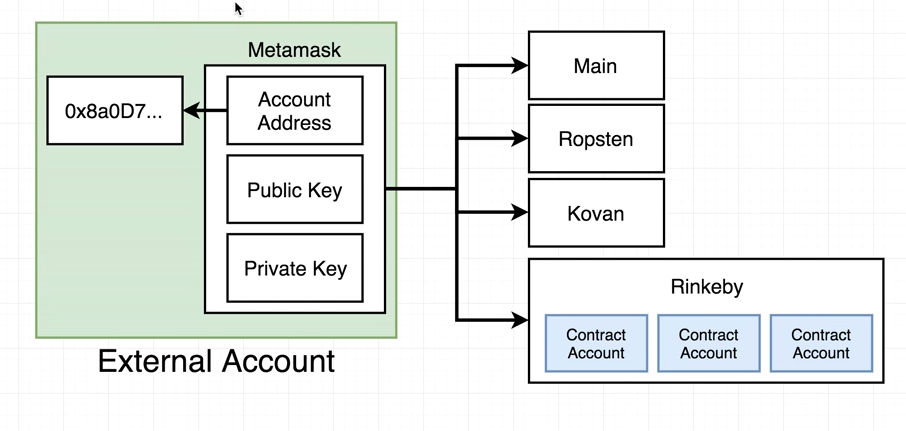 Metamask
0x8a0D7...
Account
Address
Public Key
Private Key
External Account
Main
Ropsten
Kovan
Rinkeby
Contract
Account
Contract
Account
Contract
Account